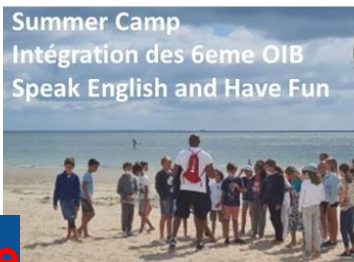 Summer Camp
Intégration des 6eme OIB
Speak English and Have Fun